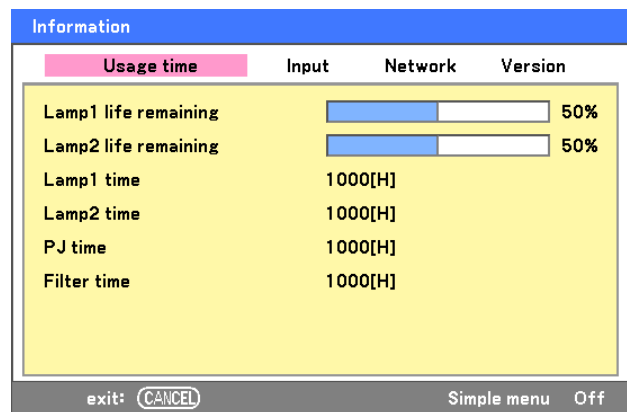 Information
Usage time Input Network Version
Lamp1 life remaining 50%
Lamp2 life remaining 50%
Lamp1 time 1000[H]
Lamp2 time 1000[H]
PJ time 1000[H]
Filter time 1000[H]
exit: CANCEL Simple menu Off